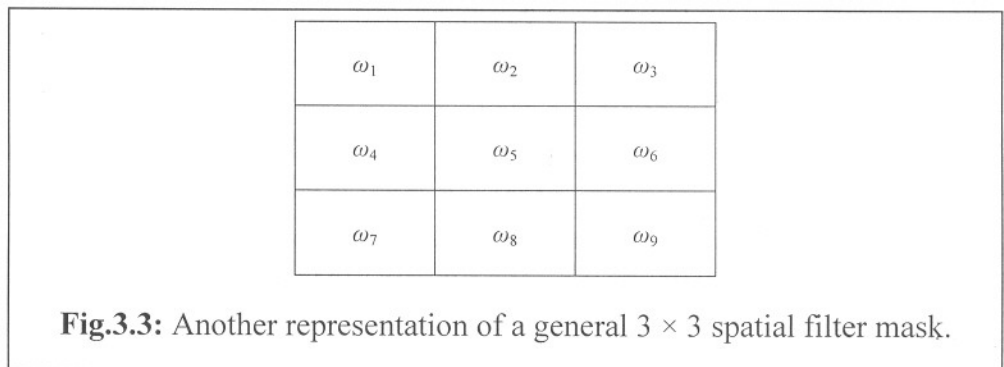 ω₁ ω₂ ω₃
ω₄ ω₅ ω₆
ω₇ ω₈ ω₉
Fig.3.3: Another representation of a general 3 × 3 spatial filter mask.